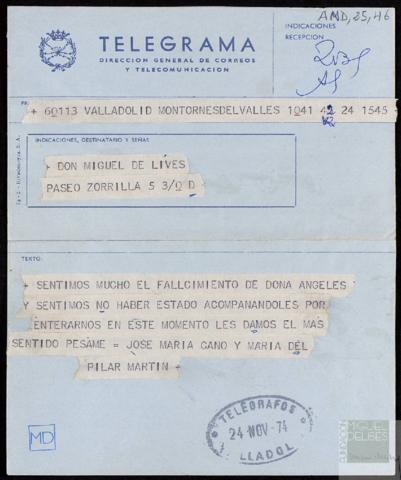 AMD, 25, 46
TELEGRAMA
DIRECCION GENERAL DE CORREOS
Y TELECOMUNICACION
INDICACIONES
RECEPCION
+ 60113 VALLADOLID MONTORNESDELVALLES 1041 42 24 1545
INDICACIONES, DESTINATARIO Y SEÑAS
+ DON MIGUEL DE LIVES
PASEO ZORRILLA 5 3/0 D
TEXTO:
+ SENTIMOS MUCHO EL FALLCIMIENTO DE DONA ANGELES
Y SENTIMOS NO HABER ESTADO ACOMPANANDOLES POR
ENTERARNOS EN ESTE MOMENTO LES DAMOS EL MAS
SENTIDO PESAME = JOSE MARIA CANO Y MARIA DEL
PILAR MARTIN +
MD
TELEGRAFOS
24 NOV 74
LLADOL
FUNDACIÓN
MIGUEL
DELIBES